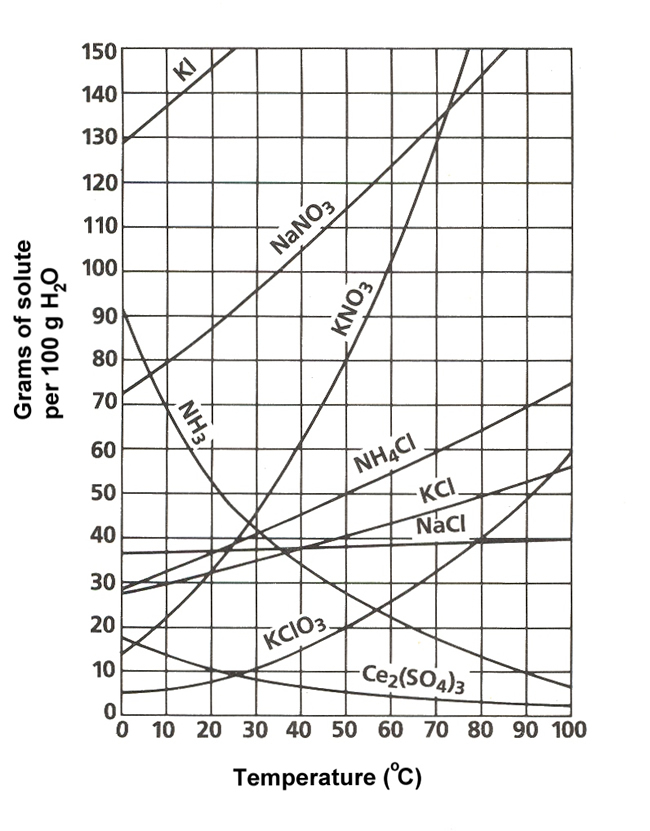 150
140
130
120
110
100
90
80
70
60
50
40
30
20
10
0
Grams of solute
per 100 g H₂O
KI
NaNO₃
KNO₃
NH₃
NH₄Cl
KCl
NaCl
KClO₃
Ce₂(SO₄)₃
0 10 20 30 40 50 60 70 80 90 100
Temperature (°C)